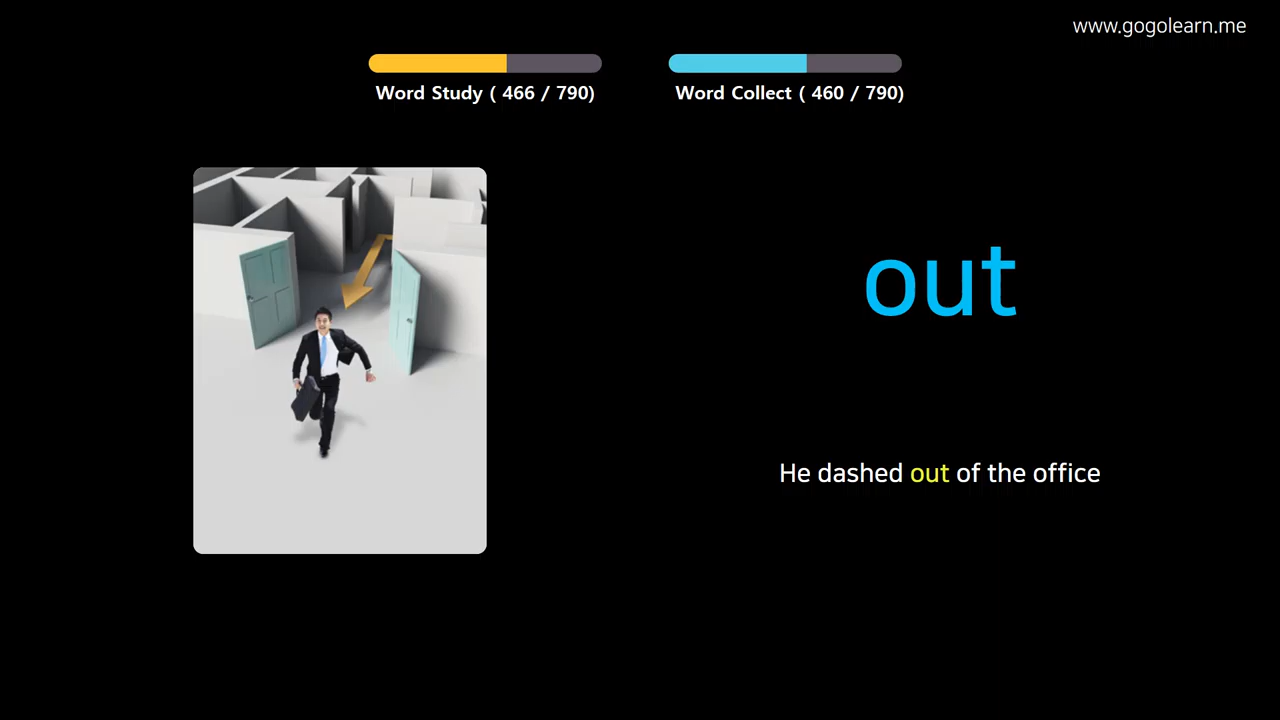 www.gogolearn.me
Word Study ( 466 / 790)
Word Collect ( 460 / 790)
out
He dashed out of the office